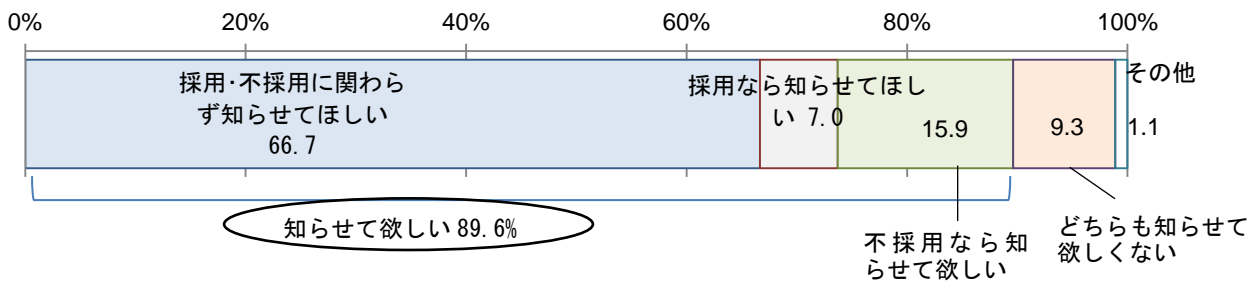 0% 20% 40% 60% 80% 100%
採用･不採用に関わら
ず知らせてほしい
66.7
採用なら知らせてほし
い 7.0
15.9
9.3
その他
1.1
知らせて欲しい 89.6%
不採用なら知
らせて欲しい
どちらも知らせて
欲しくない